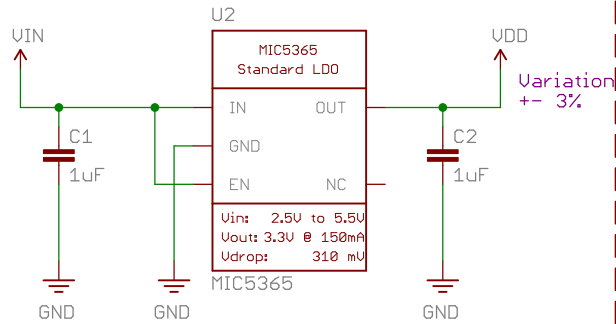 U2
VIN
VDD
MIC5365
Standard LDO
Variation
+- 3%
IN
OUT
C1
1uF
GND
C2
1uF
EN
NC
Vin: 2.5V to 5.5V
Vout: 3.3V @ 150mA
Vdrop: 310 mV
MIC5365
GND
GND
GND